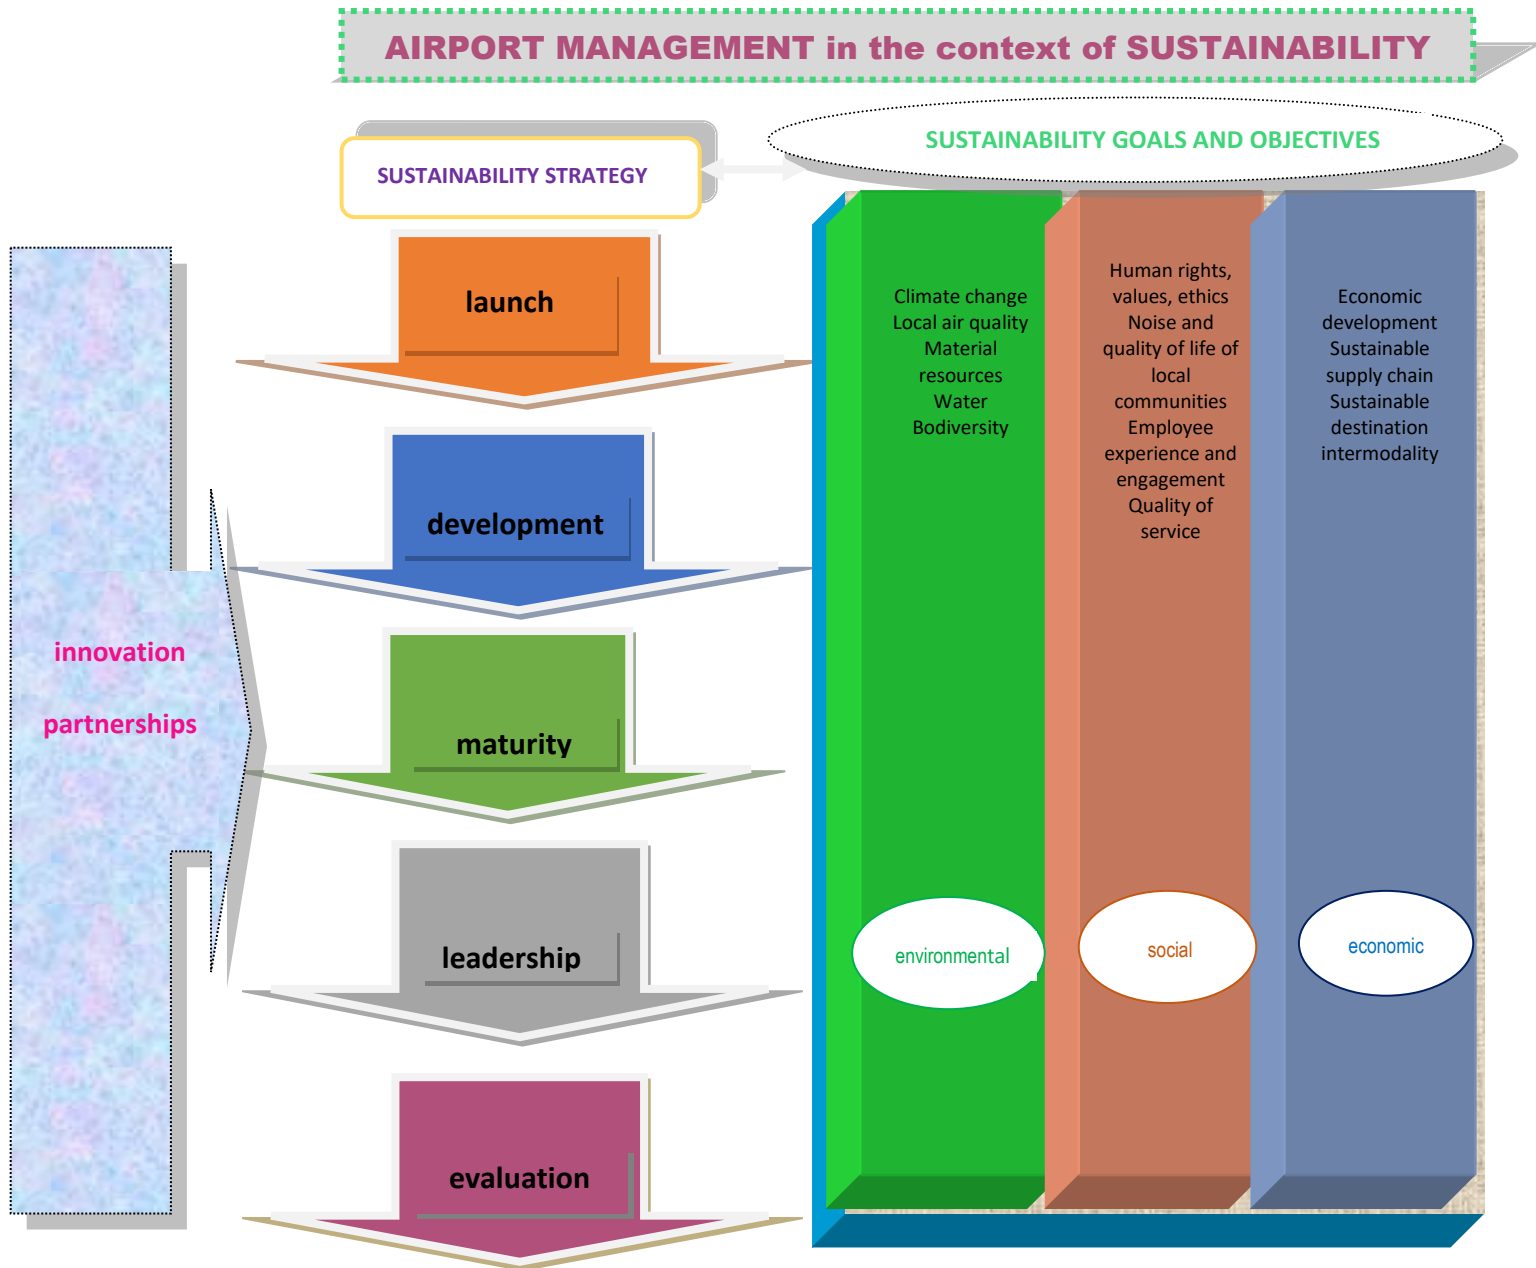 AIRPORT MANAGEMENT in the context of SUSTAINABILITY
SUSTAINABILITY STRATEGY
SUSTAINABILITY GOALS AND OBJECTIVES
innovation
partnerships
launch
development
maturity
leadership
evaluation
Climate change
Local air quality
Material
resources
Water
Bodiversity
environmental
Human rights,
values, ethics
Noise and
quality of life of
local
communities
Employee
experience and
engagement
Quality of
service
social
Economic
development
Sustainable
supply chain
Sustainable
destination
intermodality
economic